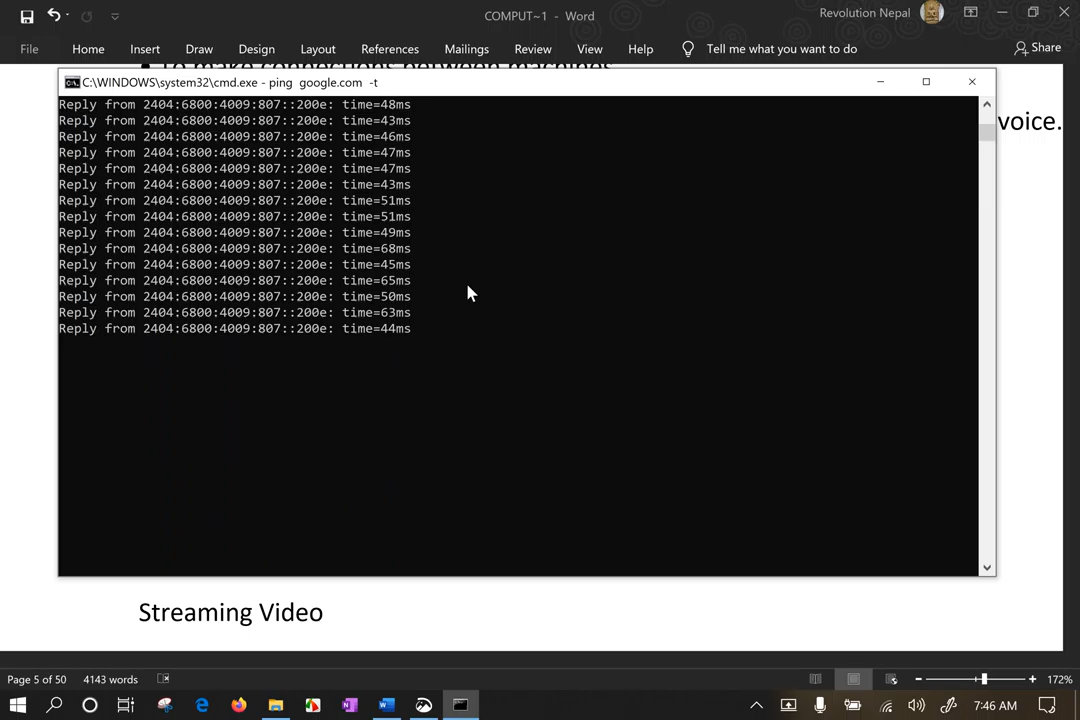 COMPUT~1 - Word
Revolution Nepal
File Home Insert Draw Design Layout References Mailings Review View Help Tell me what you want to do Share
To make connections between machines
C:\WINDOWS\system32\cmd.exe - ping google.com -t
voice.
Reply from 2404:6800:4009:807::200e: time=48ms
Reply from 2404:6800:4009:807::200e: time=43ms
Reply from 2404:6800:4009:807::200e: time=46ms
Reply from 2404:6800:4009:807::200e: time=47ms
Reply from 2404:6800:4009:807::200e: time=47ms
Reply from 2404:6800:4009:807::200e: time=43ms
Reply from 2404:6800:4009:807::200e: time=51ms
Reply from 2404:6800:4009:807::200e: time=51ms
Reply from 2404:6800:4009:807::200e: time=49ms
Reply from 2404:6800:4009:807::200e: time=68ms
Reply from 2404:6800:4009:807::200e: time=45ms
Reply from 2404:6800:4009:807::200e: time=65ms
Reply from 2404:6800:4009:807::200e: time=50ms
Reply from 2404:6800:4009:807::200e: time=63ms
Reply from 2404:6800:4009:807::200e: time=44ms
Streaming Video
Page 5 of 50 4143 words
172%
7:46 AM